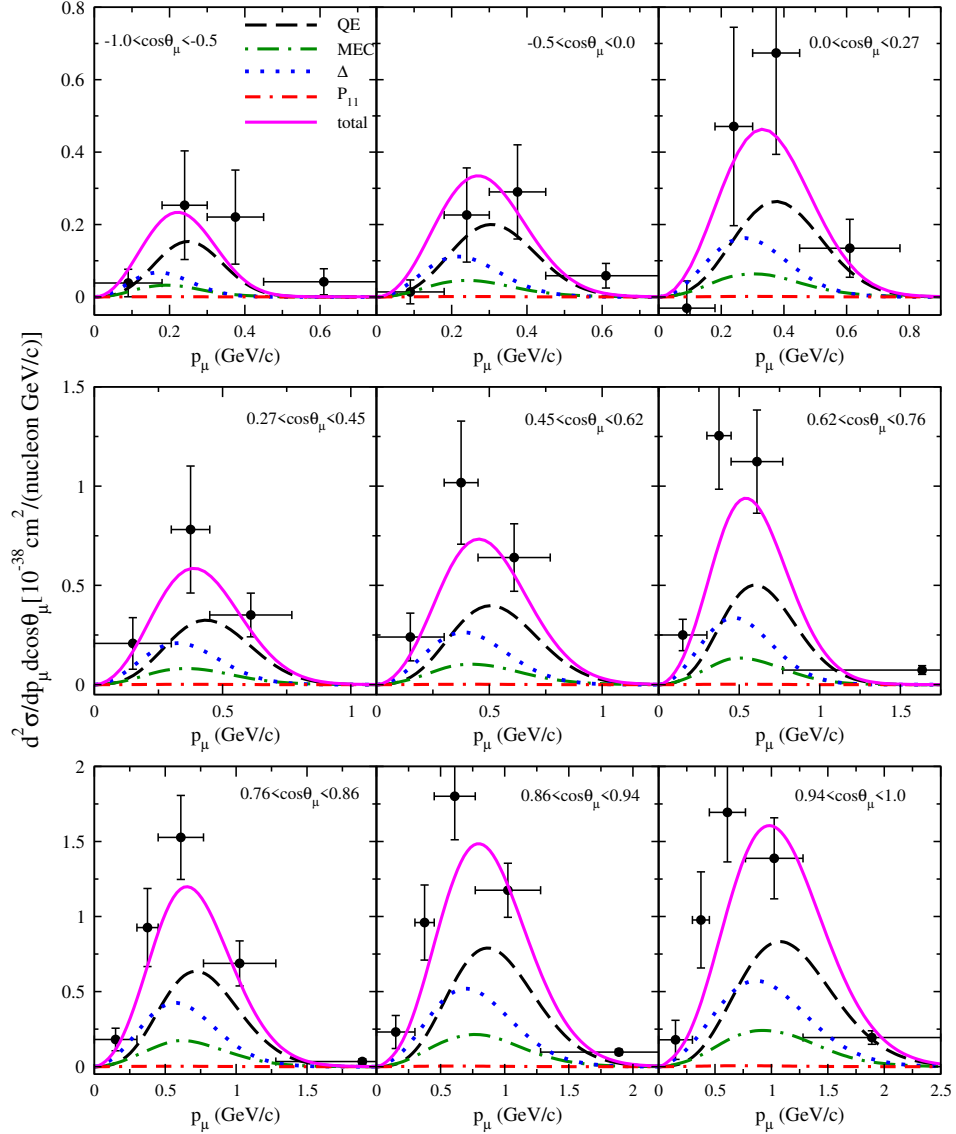 -1.0<cosθμ<-0.5
QE
MEC
Δ
P11
total
-0.5<cosθμ<0.0
0.0<cosθμ<0.27
0.8
0.6
0.4
0.2
0
0 0.2 0.4 0.6
0 0.2 0.4 0.6
0 0.2 0.4 0.6 0.8
pμ (GeV/c)
pμ (GeV/c)
pμ (GeV/c)
d²σ/dpμ dcosθμ[10⁻³⁸ cm²/(nucleon GeV/c)]
0.27<cosθμ<0.45
0.45<cosθμ<0.62
0.62<cosθμ<0.76
1.5
1
0.5
0
0 0.5 1
0 0.5 1
0 0.5 1 1.5
pμ (GeV/c)
pμ (GeV/c)
pμ (GeV/c)
0.76<cosθμ<0.86
0.86<cosθμ<0.94
0.94<cosθμ<1.0
2
1.5
1
0.5
0
0 0.5 1 1.5
0 0.5 1 1.5 2
0 0.5 1 1.5 2 2.5
pμ (GeV/c)
pμ (GeV/c)
pμ (GeV/c)